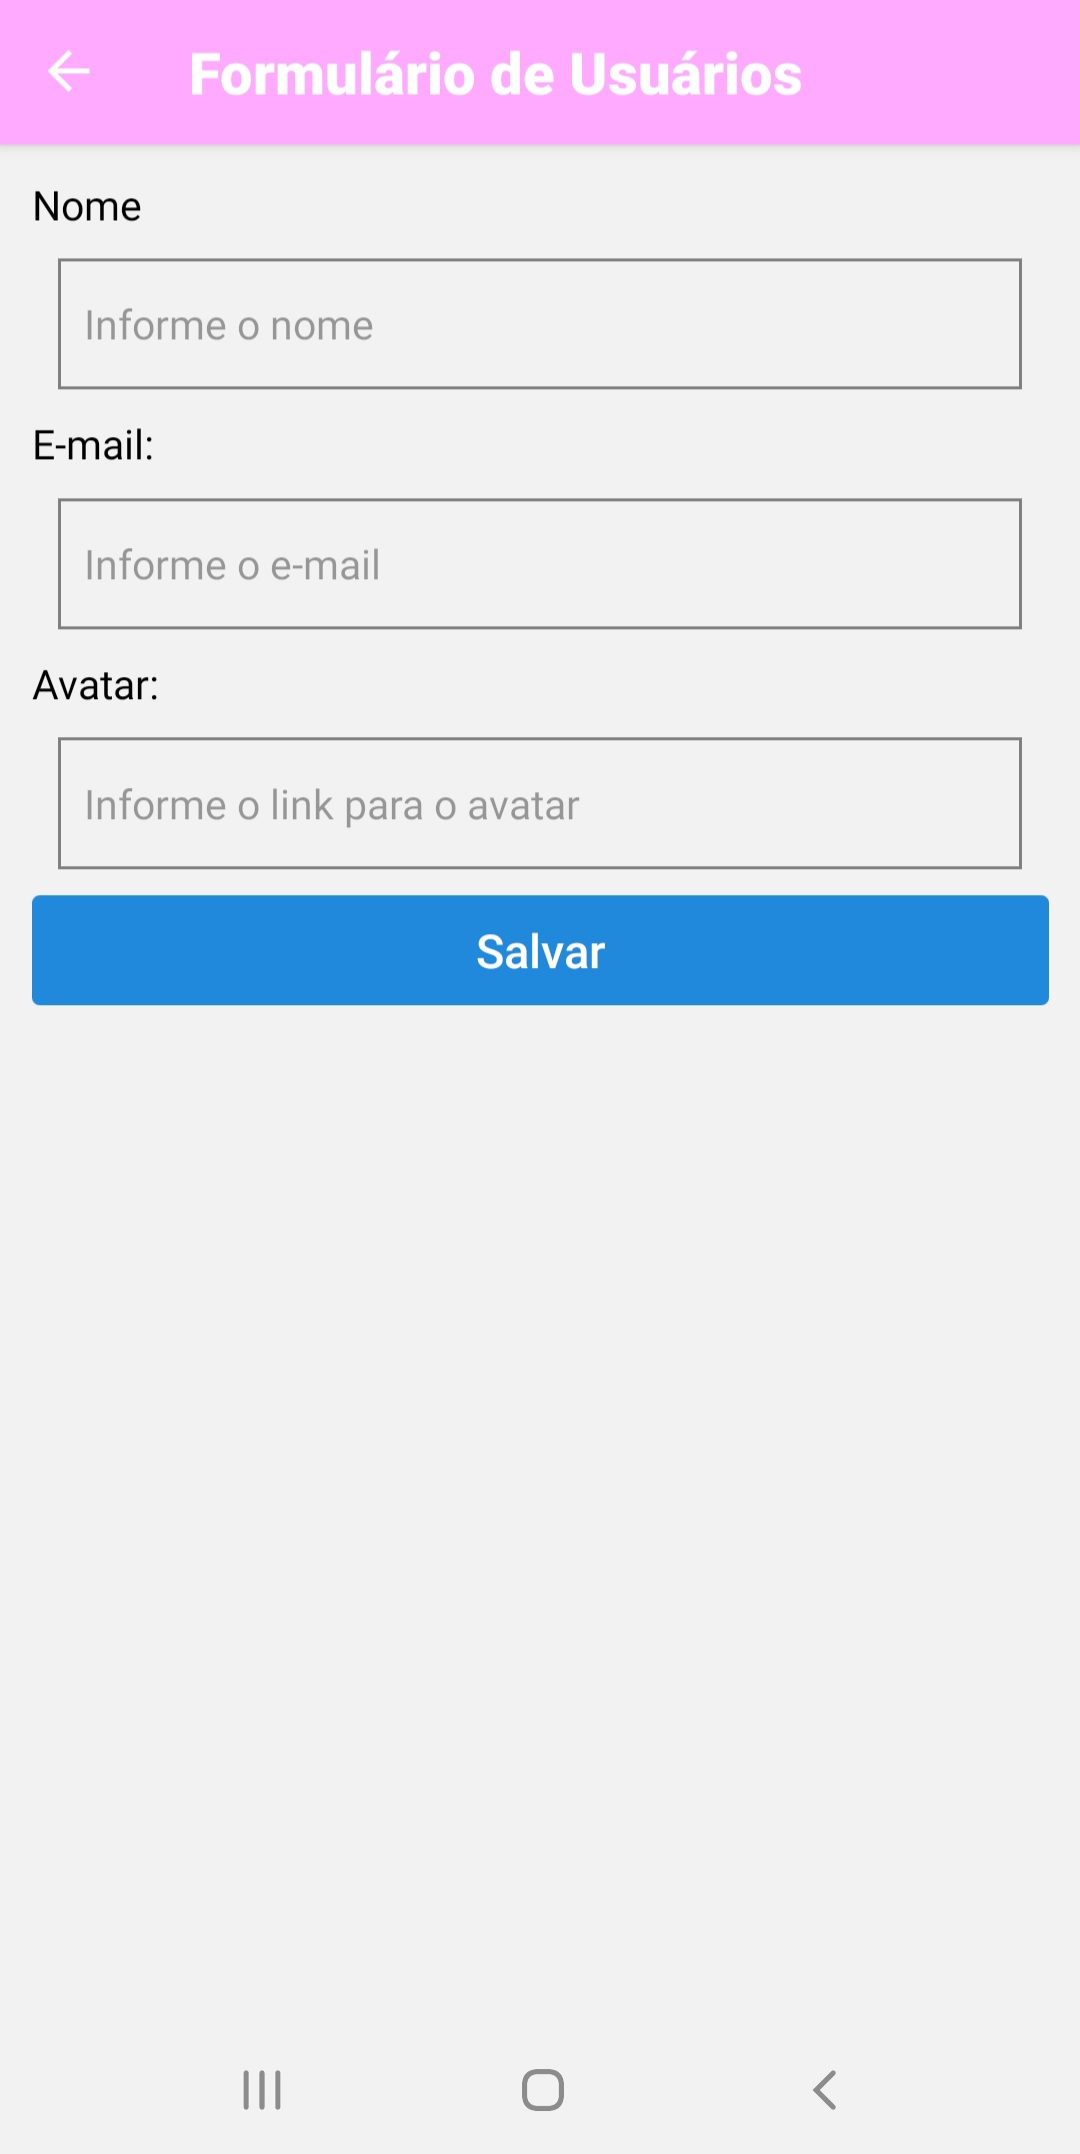 Formulário de Usuários
Nome
Informe o nome
E-mail:
Informe o e-mail
Avatar:
Informe o link para o avatar
Salvar